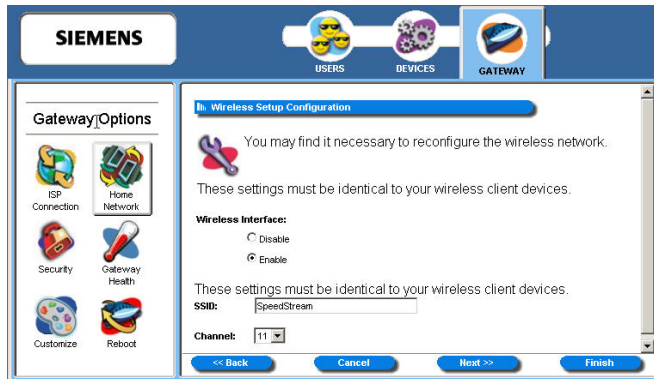 SIEMENS
USERS
DEVICES
GATEWAY
Gateway Options
ISP
Connection
Home
Network
Security
Gateway
Health
Customize
Reboot
Wireless Setup Configuration
You may find it necessary to reconfigure the wireless network.
These settings must be identical to your wireless client devices.
Wireless Interface:
Disable
Enable
These settings must be identical to your wireless client devices.
SSID: SpeedStream
Channel: 11
<< Back Cancel Next >> Finish